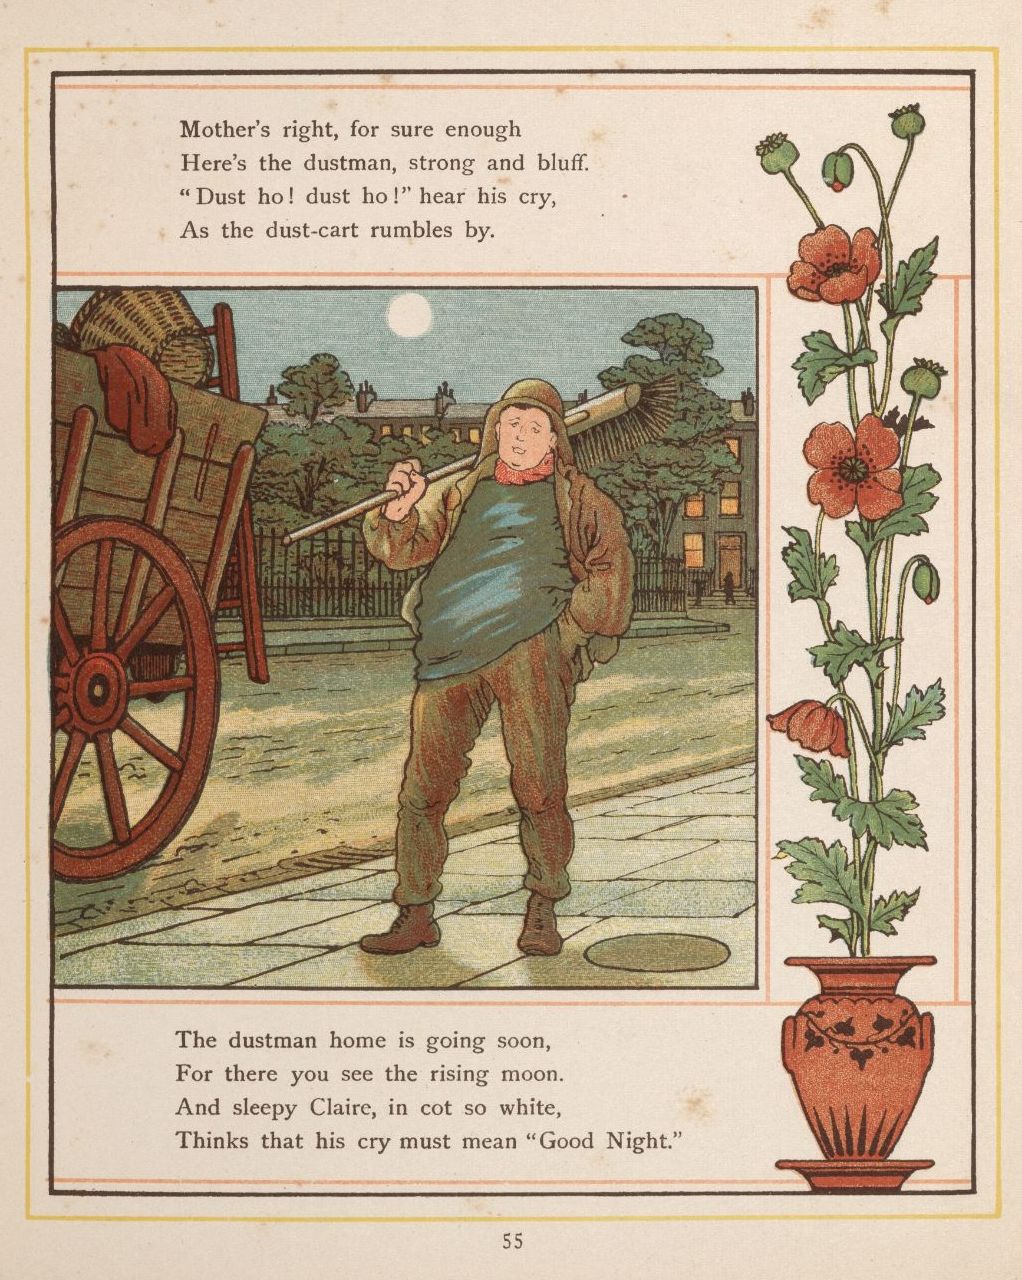 Mother's right, for sure enough
Here's the dustman, strong and bluff.
“Dust ho! dust ho!” hear his cry,
As the dust-cart rumbles by.
The dustman home is going soon,
For there you see the rising moon.
And sleepy Claire, in cot so white,
Thinks that his cry must mean “Good Night.”
55